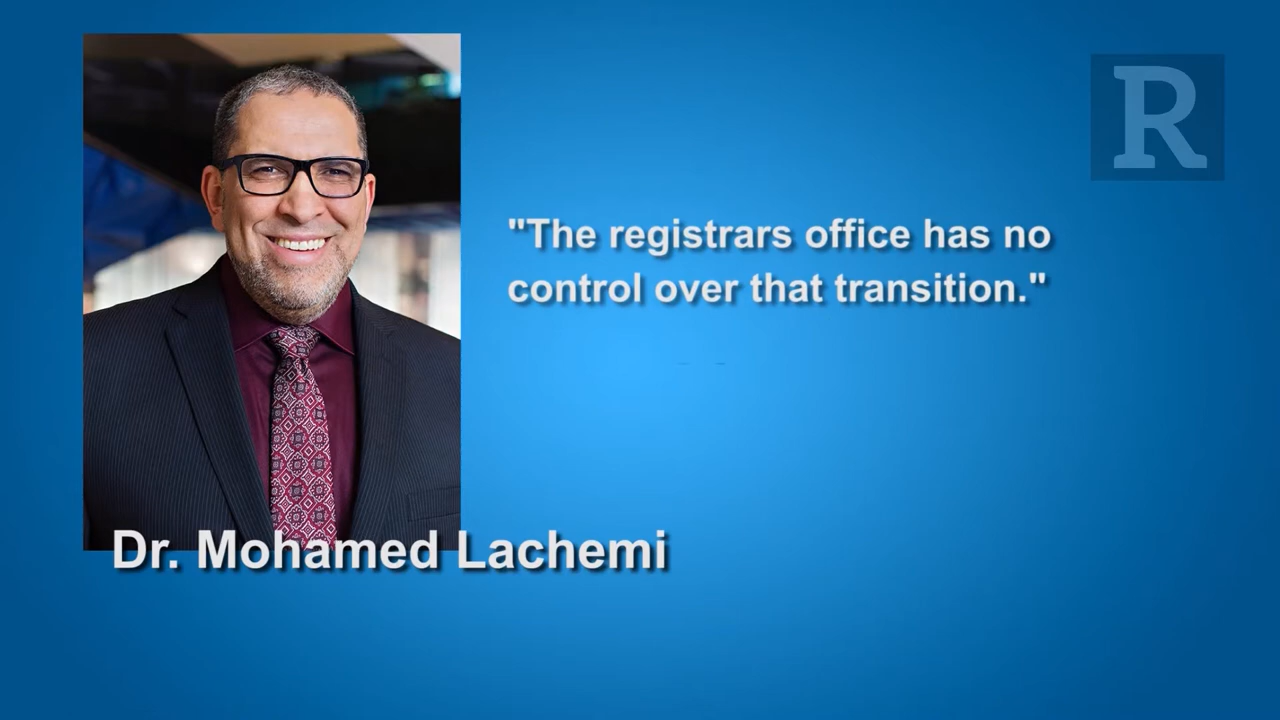 R
"The registrars office has no
control over that transition."
Dr. Mohamed Lachemi